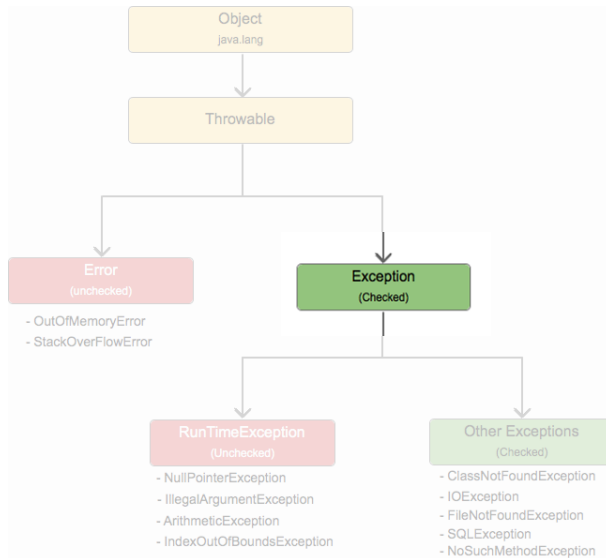 Object
java.lang
Throwable
Error
(unchecked)
- OutOfMemoryError
- StackOverFlowError
Exception
(Checked)
RunTimeException
(Unchecked)
- NullPointerException
- IllegalArgumentException
- ArithmeticException
- IndexOutOfBoundsException
Other Exceptions
(Checked)
- ClassNotFoundException
- IOException
- FileNotFoundException
- SQLException
- NoSuchMethodException